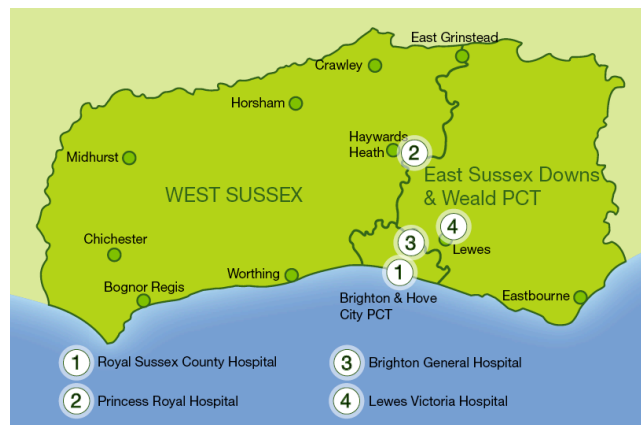 East Grinstead
Crawley
Horsham
Haywards
Heath
2
Midhurst
East Sussex Downs
& Weald PCT
WEST SUSSEX
4
Chichester
3
Lewes
Worthing
1
Bognor Regis
Brighton & Hove
City PCT
Eastbourne
1 Royal Sussex County Hospital
3 Brighton General Hospital
2 Princess Royal Hospital
4 Lewes Victoria Hospital